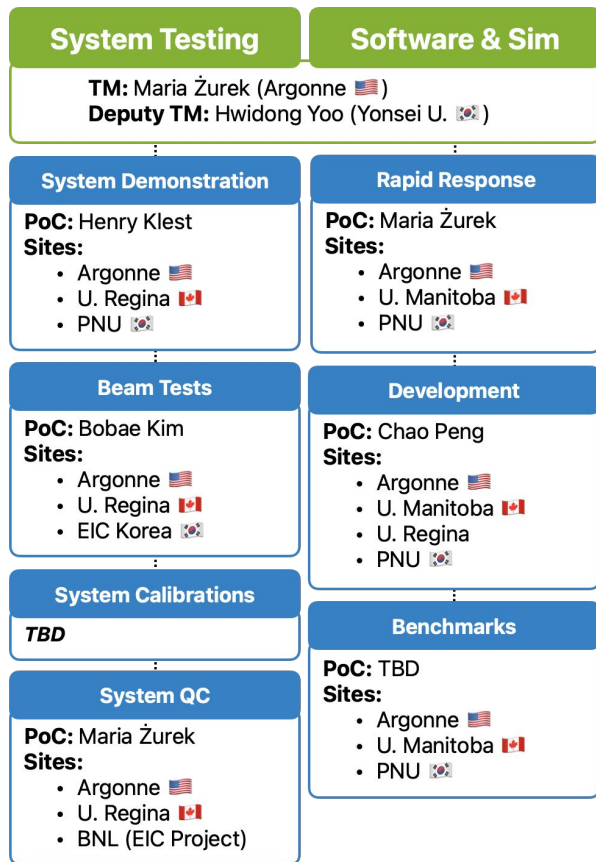 System Testing
Software & Sim
TM: Maria Żurek (Argonne 🇺🇸)
Deputy TM: Hwidong Yoo (Yonsei U. 🇰🇷)
System Demonstration
PoC: Henry Klest
Sites:
• Argonne 🇺🇸
• U. Regina 🇨🇦
• PNU 🇰🇷
Beam Tests
PoC: Bobae Kim
Sites:
• Argonne 🇺🇸
• U. Regina 🇨🇦
• EIC Korea 🇰🇷
System Calibrations
TBD
System QC
PoC: Maria Żurek
Sites:
• Argonne 🇺🇸
• U. Regina 🇨🇦
• BNL (EIC Project)
Rapid Response
PoC: Maria Żurek
Sites:
• Argonne 🇺🇸
• U. Manitoba 🇨🇦
• PNU 🇰🇷
Development
PoC: Chao Peng
Sites:
• Argonne 🇺🇸
• U. Manitoba 🇨🇦
• U. Regina
• PNU 🇰🇷
Benchmarks
PoC: TBD
Sites:
• Argonne 🇺🇸
• U. Manitoba 🇨🇦
• PNU 🇰🇷